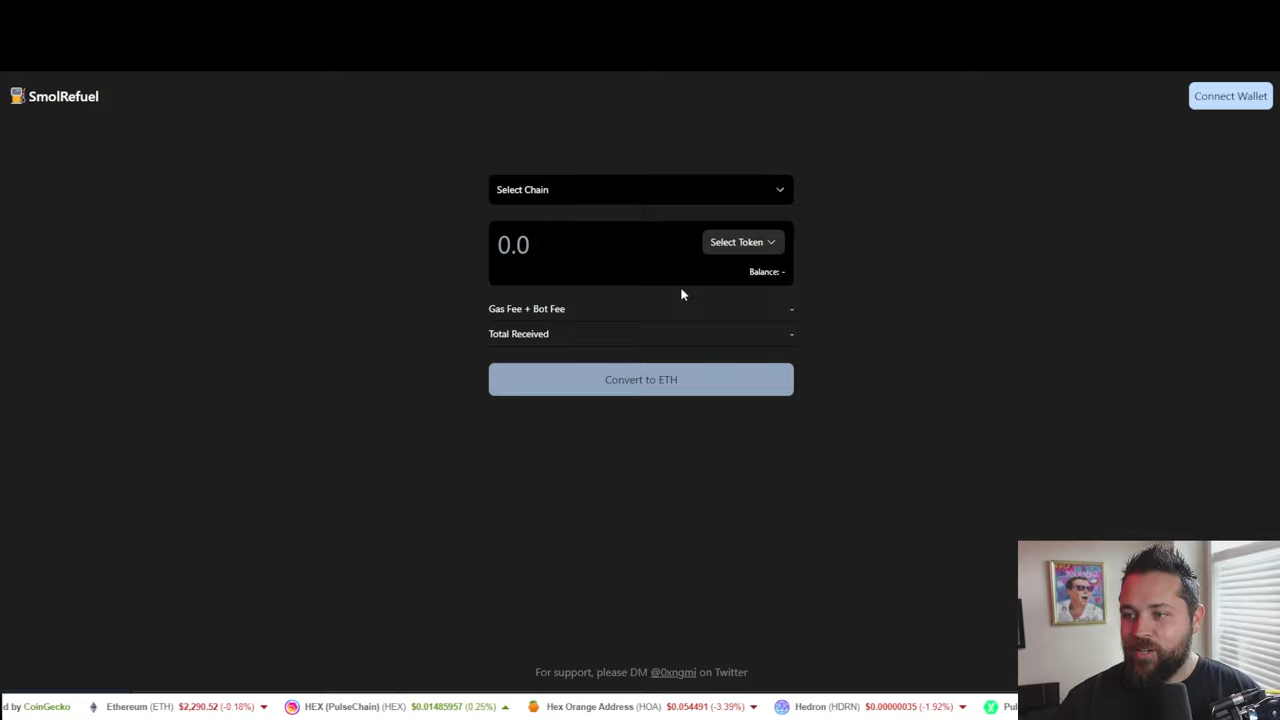 SmolRefuel
Connect Wallet
Select Chain
0.0
Select Token
Balance: -
Gas Fee + Bot Fee -
Total Received -
Convert to ETH
For support, please DM @0xngmi on Twitter
d by CoinGecko Ethereum (ETH) $2,290.52 (-0.18%) HEX (PulseChain) (HEX) $0.01485957 (0.25%) Hex Orange Address (HOA) $0.054491 (-3.39%) Hedron (HDRN) $0.00000035 (-1.92%) Pul